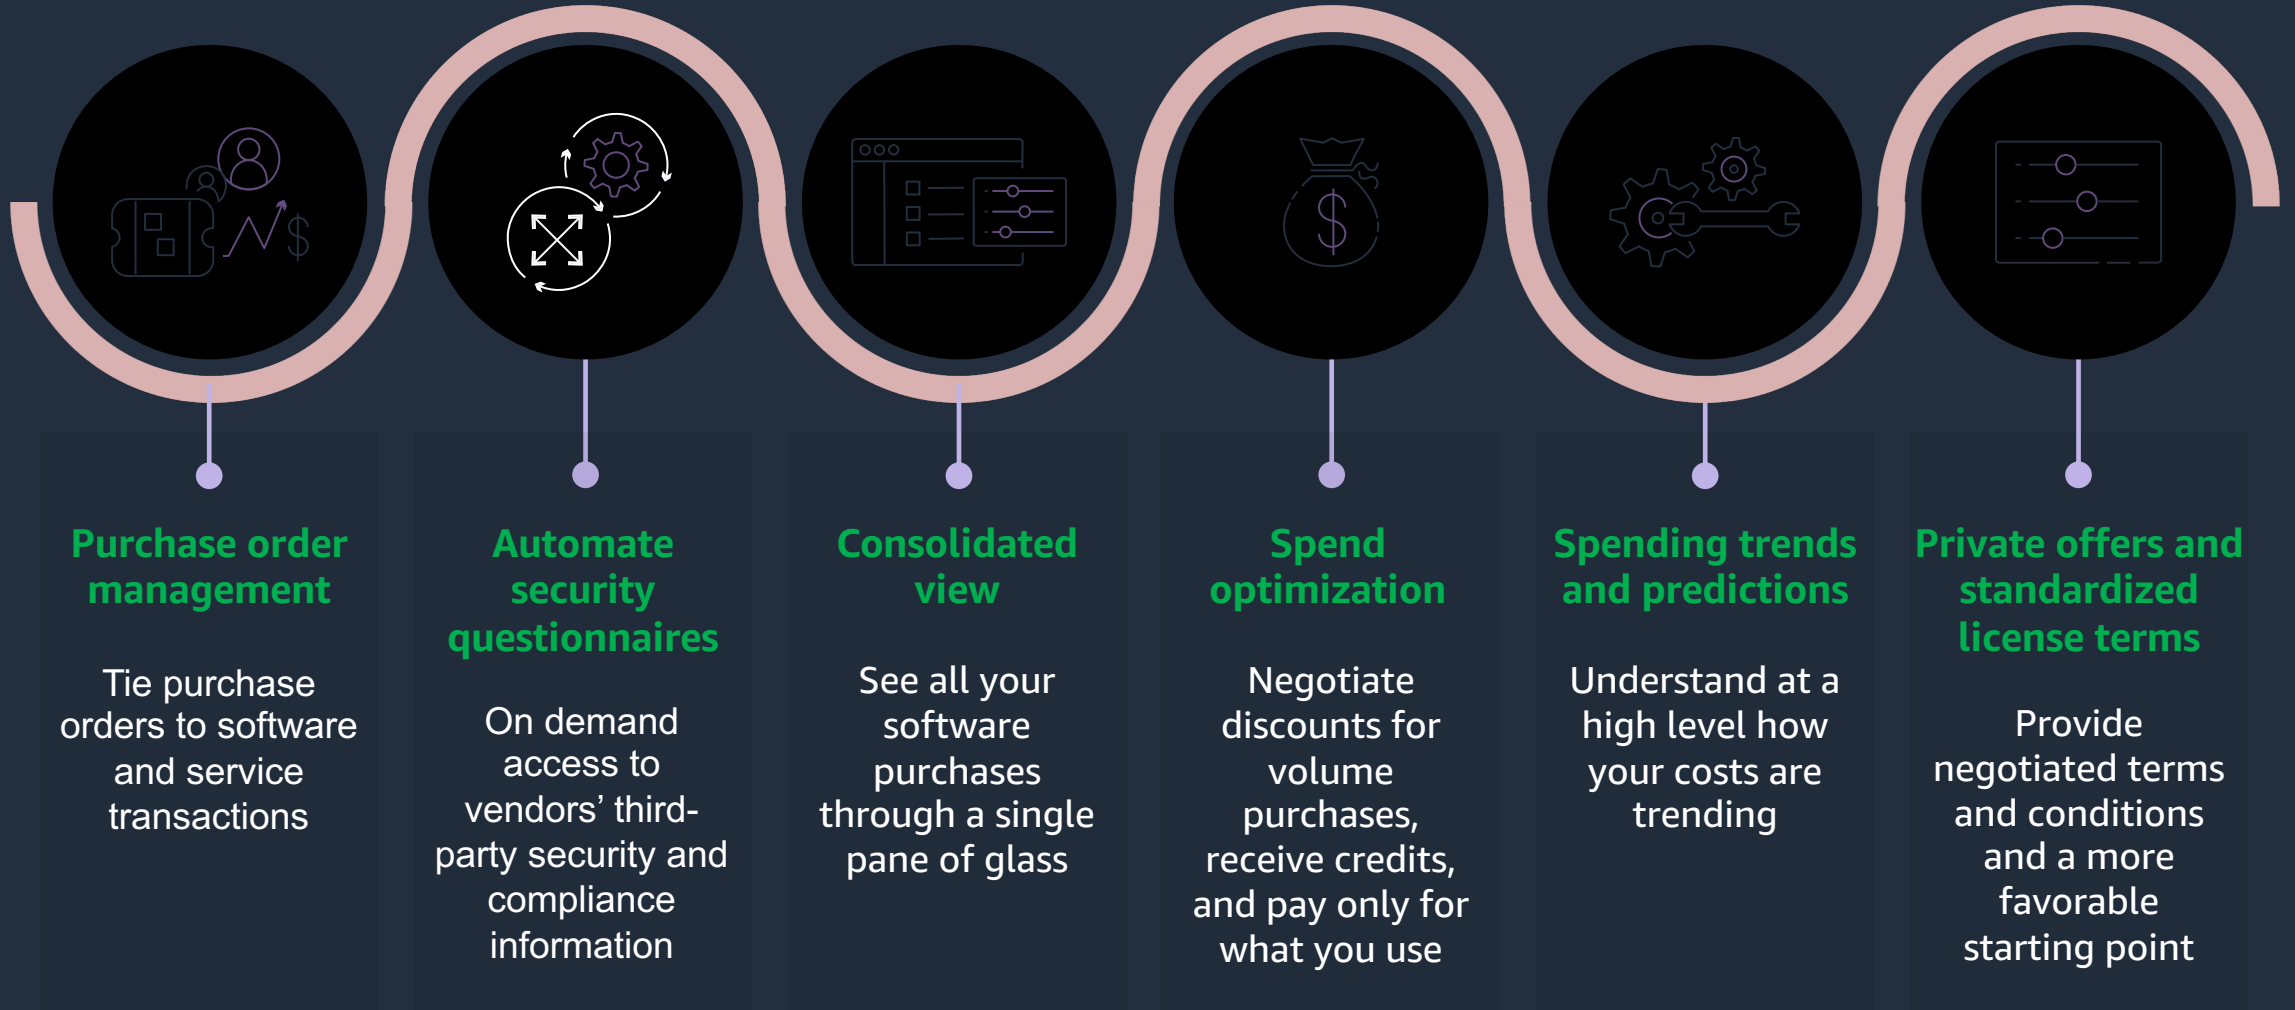 Purchase order
management
Tie purchase
orders to software
and service
transactions
Automate
security
questionnaires
On demand
access to
vendors’ third-
party security and
compliance
information
Consolidated
view
See all your
software
purchases
through a single
pane of glass
Spend
optimization
Negotiate
discounts for
volume
purchases,
receive credits,
and pay only for
what you use
Spending trends
and predictions
Understand at a
high level how
your costs are
trending
Private offers and
standardized
license terms
Provide
negotiated terms
and conditions
and a more
favorable
starting point